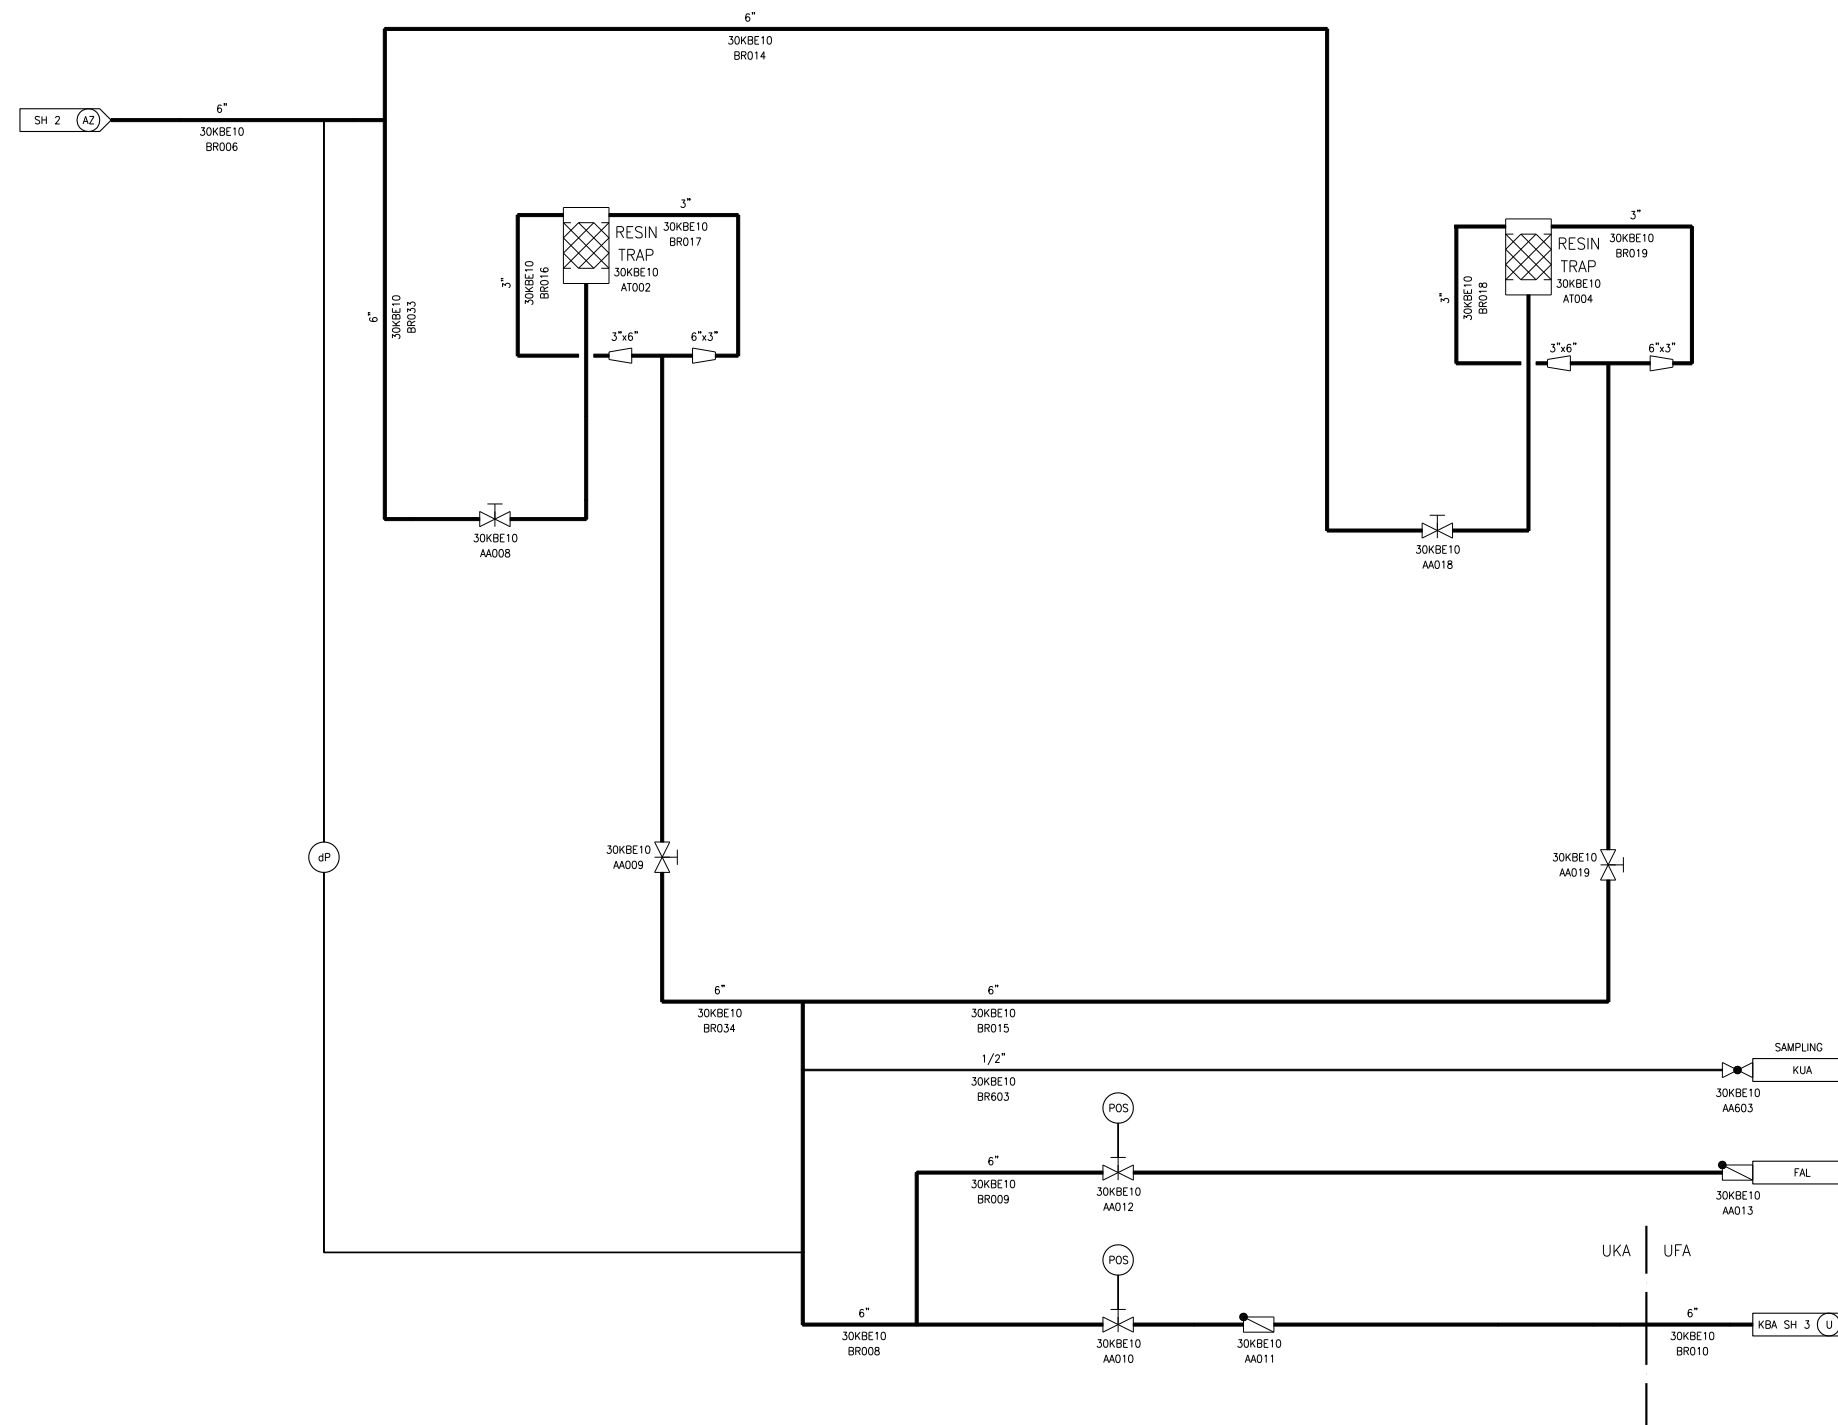 6"
30KBE10
BR014
SH 2 AZ
6"
30KBE10
BR006
3"
30KBE10
BR017
RESIN
TRAP
30KBE10
AT002
3"
30KBE10
BR016
6"
30KBE10
BR033
3"x6"
6"x3"
30KBE10
AA008
3"
30KBE10
BR019
RESIN
TRAP
30KBE10
AT004
3"
30KBE10
BR018
3"x6"
6"x3"
30KBE10
AA018
dP
30KBE10
AA009
30KBE10
AA019
6"
30KBE10
BR034
6"
30KBE10
BR015
1/2"
30KBE10
BR603
SAMPLING
KUA
30KBE10
AA603
POS
6"
30KBE10
BR009
30KBE10
AA012
FAL
30KBE10
AA013
UKA
UFA
POS
6"
30KBE10
BR008
30KBE10
AA010
30KBE10
AA011
6"
30KBE10
BR010
KBA SH 3 U